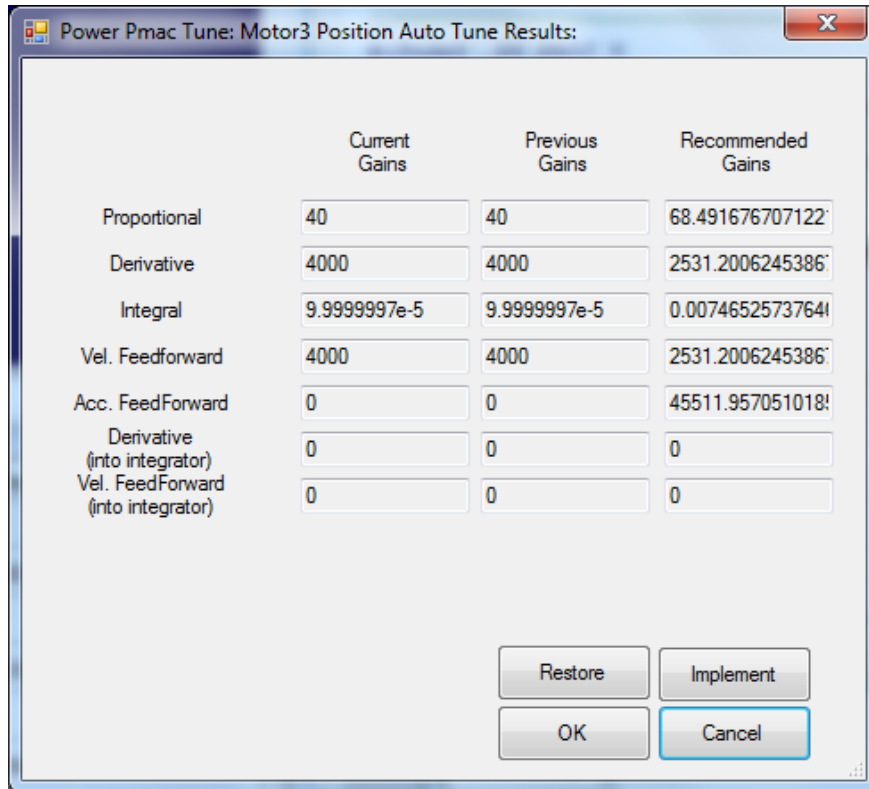 Power Pmac Tune: Motor3 Position Auto Tune Results:
Current Gains
Previous Gains
Recommended Gains
Proportional 40 40 68.491676707122
Derivative 4000 4000 2531.2006245386
Integral 9.9999997e-5 9.9999997e-5 0.0074652573764
Vel. Feedforward 4000 4000 2531.2006245386
Acc. FeedForward 0 0 45511.957051018
Derivative
(into integrator) 0 0 0
Vel. FeedForward
(into integrator) 0 0 0
Restore Implement
OK Cancel